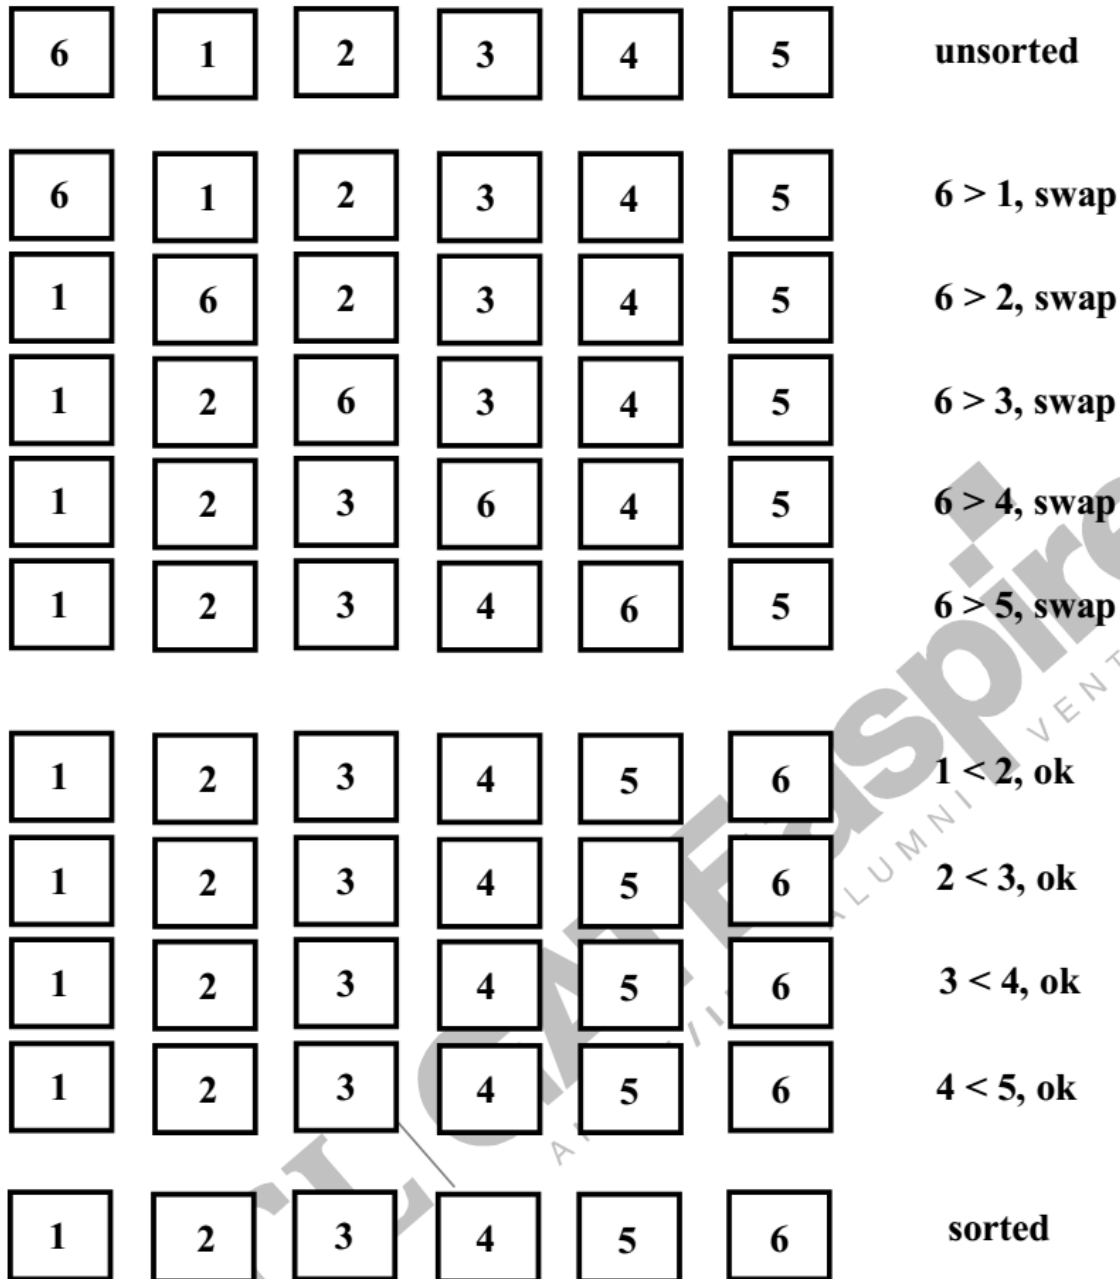 6 1 2 3 4 5 unsorted
6 1 2 3 4 5 6 > 1, swap
1 6 2 3 4 5 6 > 2, swap
1 2 6 3 4 5 6 > 3, swap
1 2 3 6 4 5 6 > 4, swap
1 2 3 4 6 5 6 > 5, swap
1 2 3 4 5 6 1 < 2, ok
1 2 3 4 5 6 2 < 3, ok
1 2 3 4 5 6 3 < 4, ok
1 2 3 4 5 6 4 < 5, ok
1 2 3 4 5 6 sorted